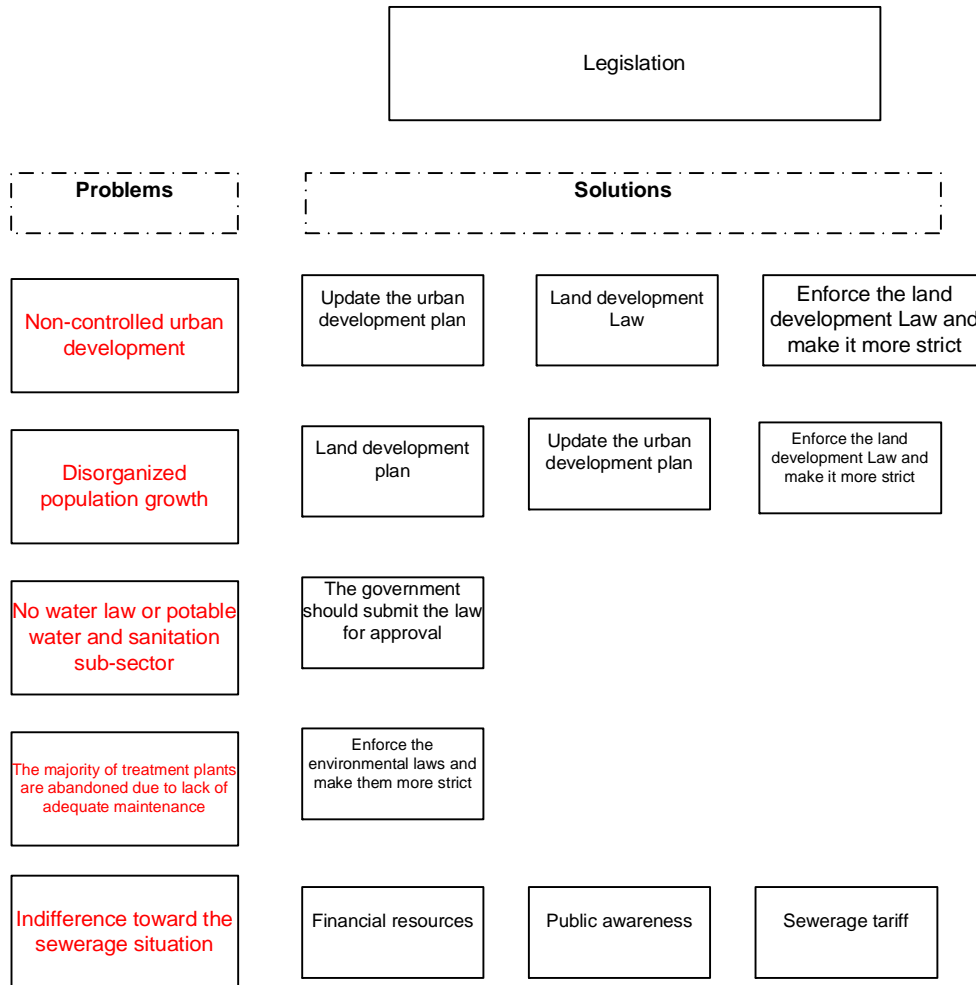 Legislation
Problems
Solutions
Non-controlled urban
development
Update the urban
development plan
Land development
Law
Enforce the land
development Law and
make it more strict
Disorganized
population growth
Land development
plan
Update the urban
development plan
Enforce the land
development Law and
make it more strict
No water law or potable
water and sanitation
sub-sector
The government
should submit the law
for approval
The majority of treatment plants
are abandoned due to lack of
adequate maintenance
Enforce the
environmental laws and
make them more strict
Indifference toward the
sewerage situation
Financial resources
Public awareness
Sewerage tariff